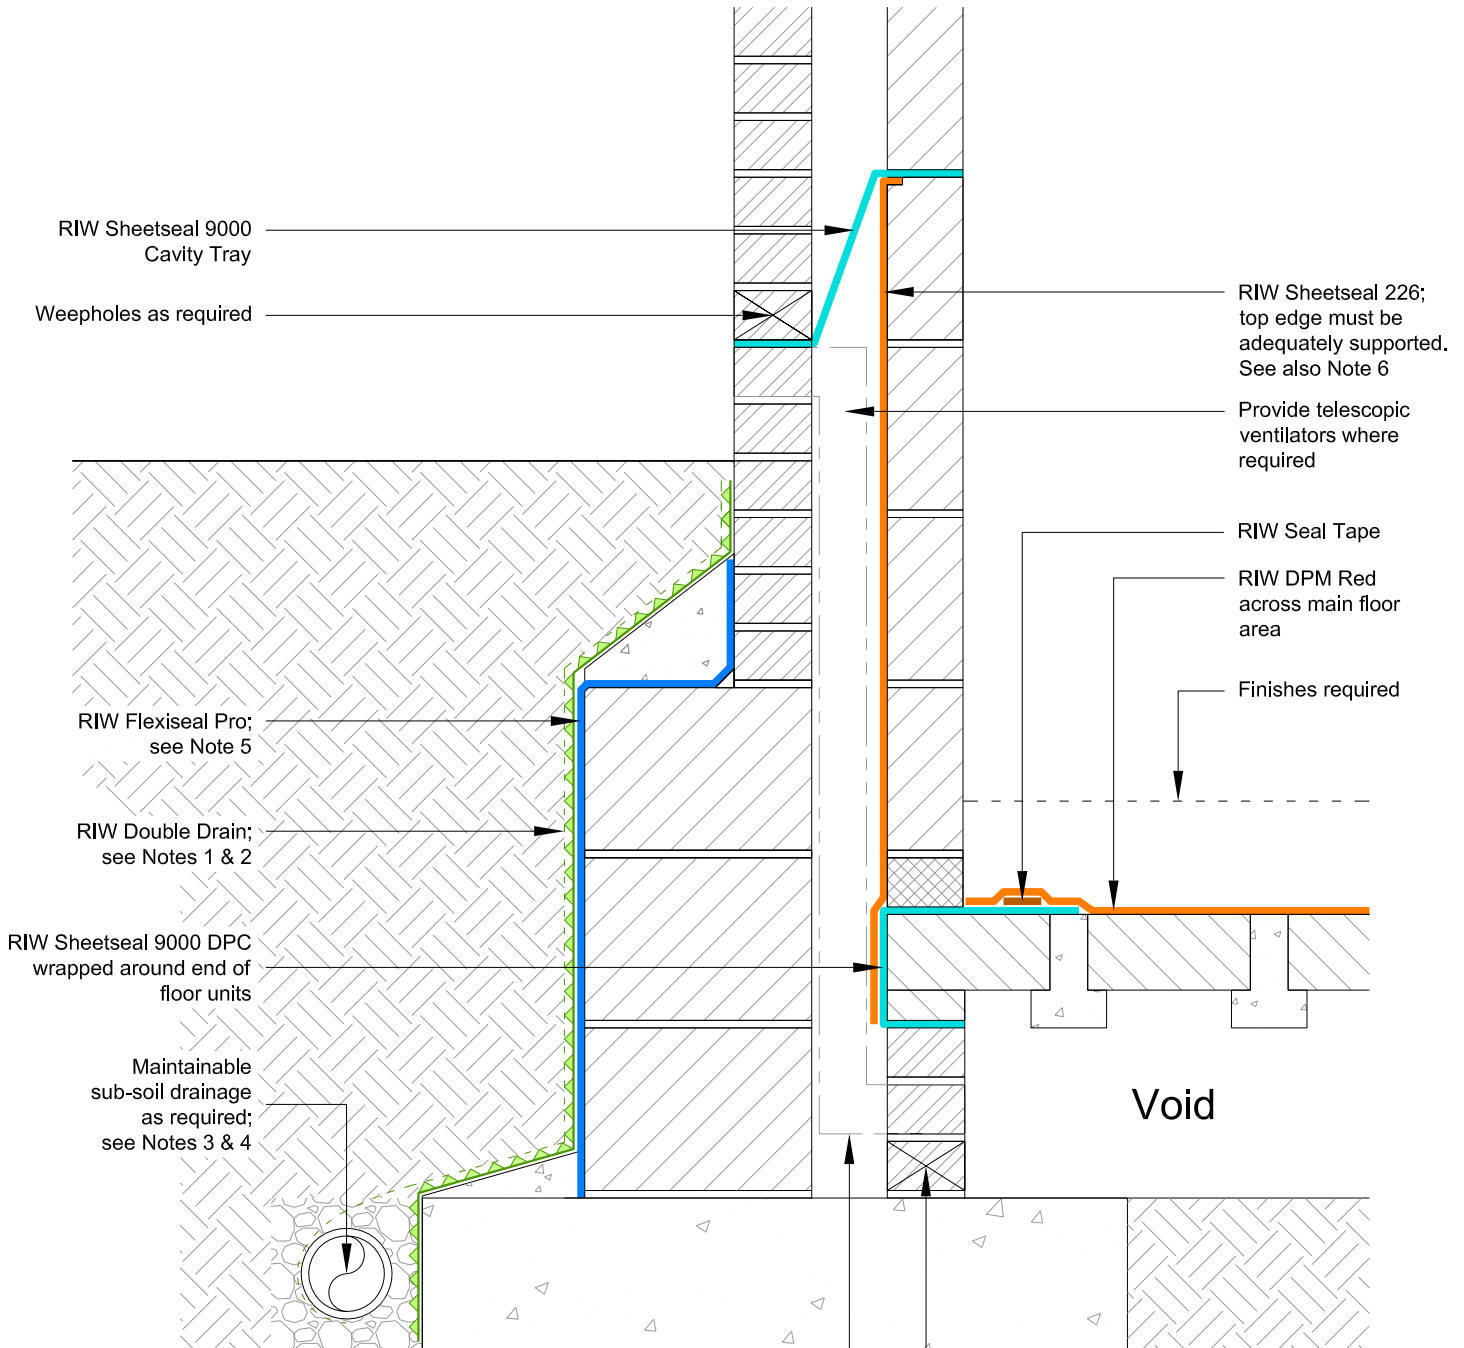 RIW Sheetseal 9000
Cavity Tray
Weepholes as required
RIW Flexiseal Pro;
see Note 5
RIW Double Drain;
see Notes 1 & 2
RIW Sheetseal 9000 DPC
wrapped around end of
floor units
Maintainable
sub-soil drainage
as required;
see Notes 3 & 4
RIW Sheetseal 226;
top edge must be
adequately supported.
See also Note 6
Provide telescopic
ventilators where
required
RIW Seal Tape
RIW DPM Red
across main floor
area
Finishes required
Void